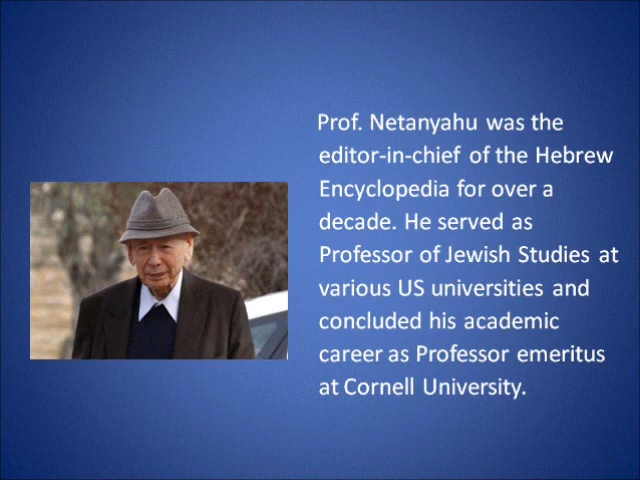 Prof. Netanyahu was the
editor-in-chief of the Hebrew
Encyclopedia for over a
decade. He served as
Professor of Jewish Studies at
various US universities and
concluded his academic
career as Professor emeritus
at Cornell University.